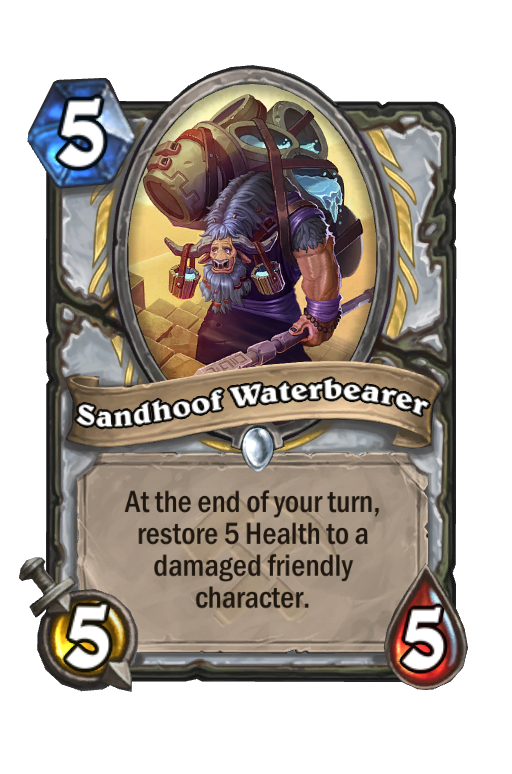 5
Sandhoof Waterbearer
At the end of your turn,
restore 5 Health to a
damaged friendly
character.
5
5